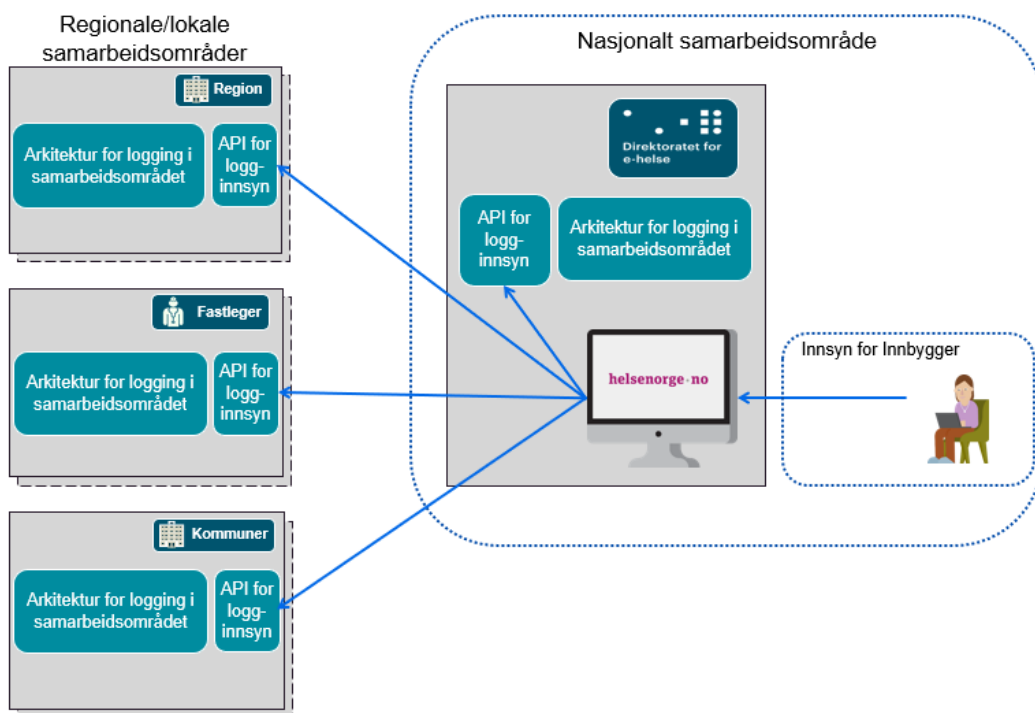 Regionale/lokale
samarbeidsområder
Region
Arkitektur for logging i
samarbeidsområdet
API for
logg-
innsyn
Fastleger
Arkitektur for logging i
samarbeidsområdet
API for
logg-
innsyn
Kommuner
Arkitektur for logging i
samarbeidsområdet
API for
logg-
innsyn
Nasjonalt samarbeidsområde
Direktoratet for
e-helse
API for
logg-
innsyn
Arkitektur for logging i
samarbeidsområdet
helsenorge·no
Innsyn for Innbygger